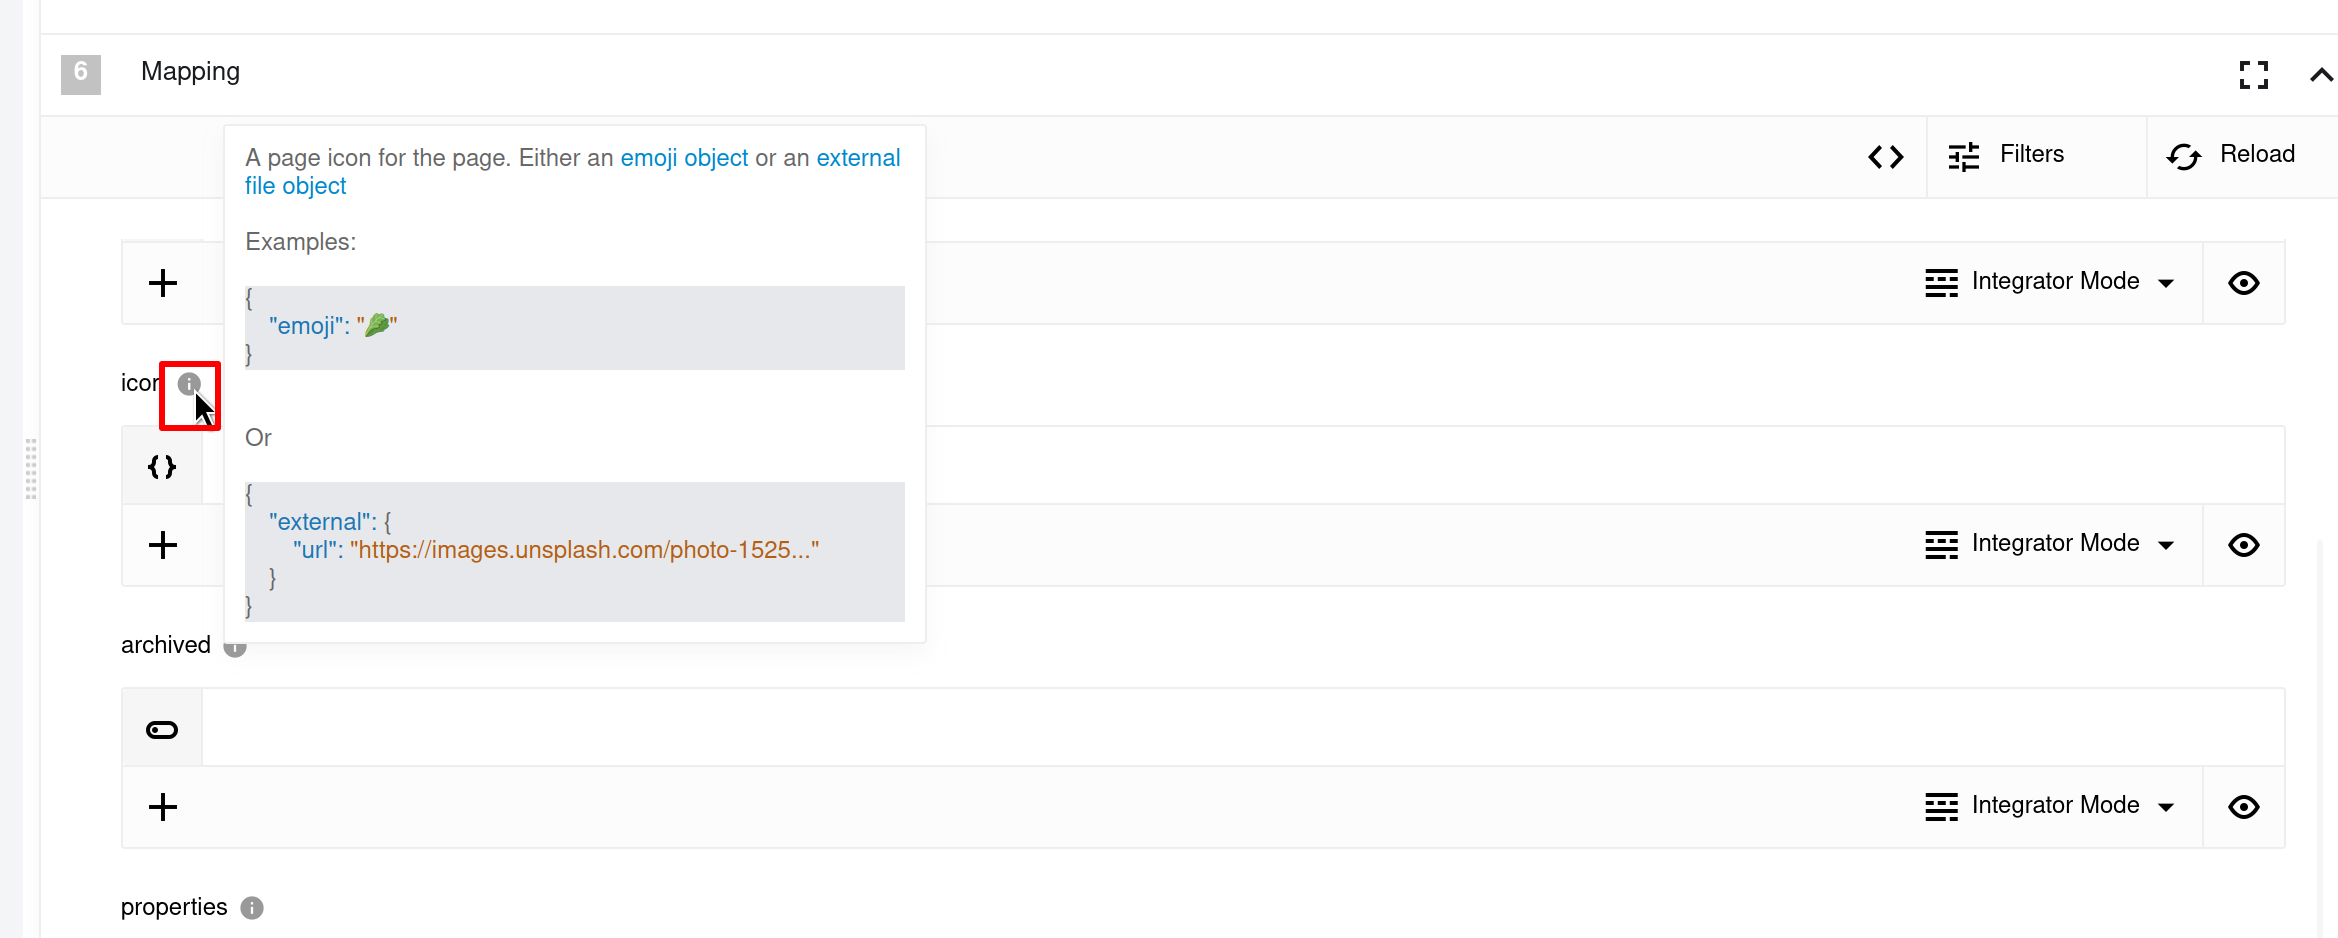 6
Mapping
Filters
Reload
A page icon for the page. Either an emoji object or an external
file object
Examples:
{
"emoji": "🥬"
}
Integrator Mode
icon
Or
{
"external": {
"url": "https://images.unsplash.com/photo-1525..."
}
}
{}
Integrator Mode
archived
Integrator Mode
properties